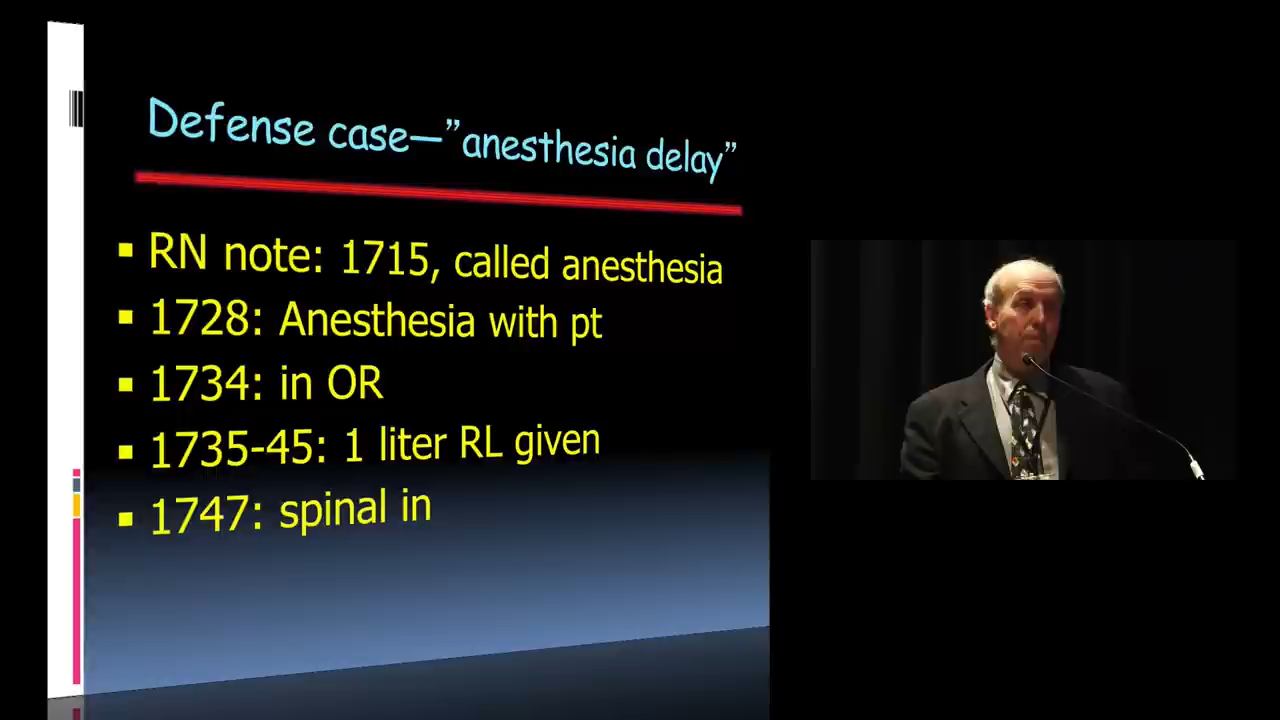 Defense case—”anesthesia delay”
RN note: 1715, called anesthesia
1728: Anesthesia with pt
1734: in OR
1735-45: 1 liter RL given
1747: spinal in